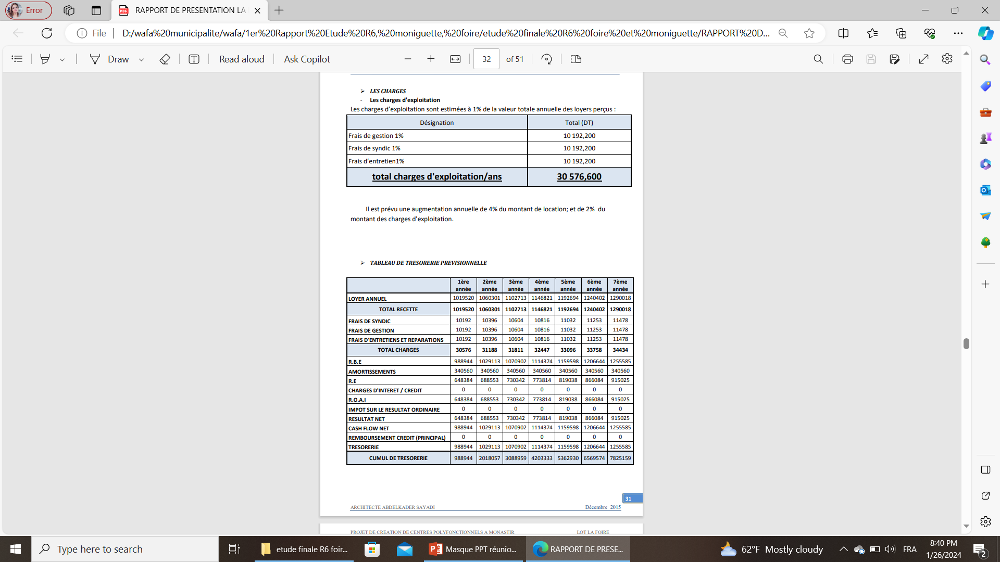 Error
RAPPORT DE PRESENTATION LA
File
D:/wafa%20municipalite/wafa/1er%20Rapport%20Etude%20R6,%20moniguette,%20foire/etude%20finale%20R6%20foire%20et%20moniguette/RAPPORT%20D...
Draw
Read aloud
Ask Copilot
32 of 51
LES CHARGES
- Les charges d'exploitation
Les charges d’exploitation sont estimées à 1% de la valeur totale annuelle des loyers perçus :
Désignation Total (DT)
Frais de gestion 1% 10 192,200
Frais de syndic 1% 10 192,200
Frais d’entretien1% 10 192,200
total charges d'exploitation/ans 30 576,600
Il est prévu une augmentation annuelle de 4% du montant de location; et de 2% du
montant des charges d'exploitation.
TABLEAU DE TRESORERIE PREVISIONNELLE
1ère année 2ème année 3ème année 4ème année 5ème année 6ème année 7ème année
LOYER ANNUEL 1019520 1060301 1102713 1146821 1192694 1240402 1290018
TOTAL RECETTE 1019520 1060301 1102713 1146821 1192694 1240402 1290018
FRAIS DE SYNDIC 10192 10396 10604 10816 11032 11253 11478
FRAIS DE GESTION 10192 10396 10604 10816 11032 11253 11478
FRAIS D'ENTRETIENS ET REPARATIONS 10192 10396 10604 10816 11032 11253 11478
TOTAL CHARGES 30576 31188 31811 32447 33096 33758 34434
R.B.E 988944 1029113 1070902 1114374 1159598 1206644 1255585
AMORTISSEMENTS 340560 340560 340560 340560 340560 340560 340560
R.E 648384 688553 730342 773814 819038 866084 915025
CHARGES D'INTERET / CREDIT 0 0 0 0 0 0 0
R.O.A.I 648384 688553 730342 773814 819038 866084 915025
IMPOT SUR LE RESULTAT ORDINAIRE 0 0 0 0 0 0 0
RESULTAT NET 648384 688553 730342 773814 819038 866084 915025
CASH FLOW NET 988944 1029113 1070902 1114374 1159598 1206644 1255585
REMBOURSEMENT CREDIT (PRINCIPAL) 0 0 0 0 0 0 0
TRESORERIE 988944 1029113 1070902 1114374 1159598 1206644 1255585
CUMUL DE TRESORERIE 988944 2018057 3088959 4203333 5362930 6569574 7825159
31
ARCHITECTE ABDELKADER SAYADI Décembre 2015
PROJET DE CREATION DE CENTRES POLYFONCTIONNELS A MONASTIR LOT LA FOIRE
Type here to search
etude finale R6 foir...
Masque PPT réunio...
RAPPORT DE PRESE...
62°F Mostly cloudy
FRA
8:40 PM
1/26/2024
2